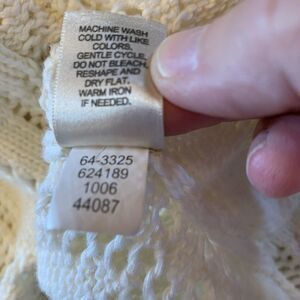 MACHINE WASH
COLD WITH LIKE
COLORS.
GENTLE CYCLE.
DO NOT BLEACH.
RESHAPE AND
DRY FLAT.
WARM IRON
IF NEEDED.
64-3325
624189
1006
44087